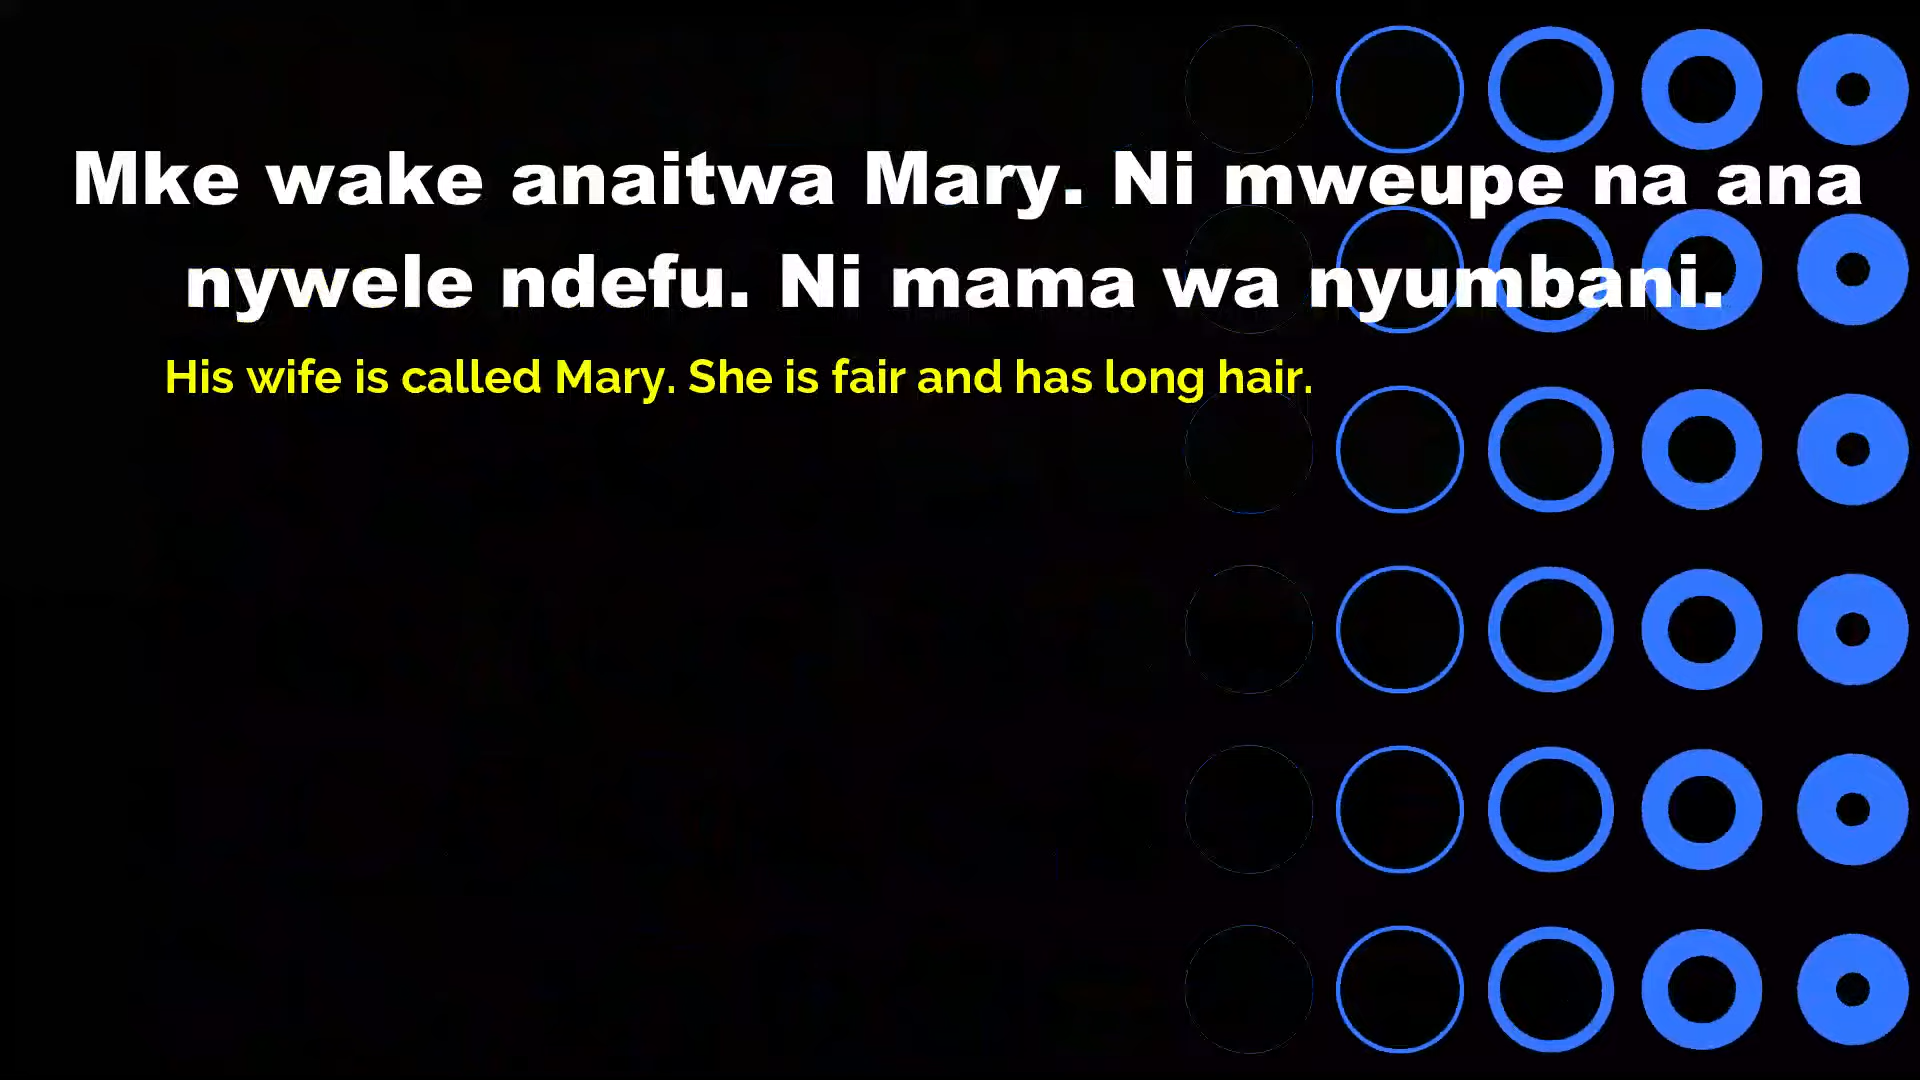 Mke wake anaitwa Mary. Ni mweupe na ana
nywele ndefu. Ni mama wa nyumbani.
His wife is called Mary. She is fair and has long hair.